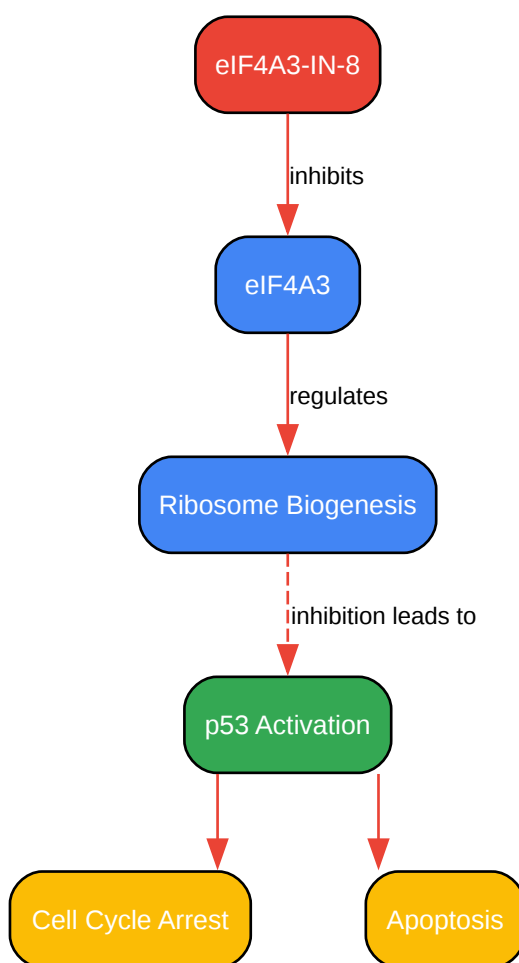 eIF4A3-IN-8
inhibits
eIF4A3
regulates
Ribosome Biogenesis
inhibition leads to
p53 Activation
Cell Cycle Arrest
Apoptosis